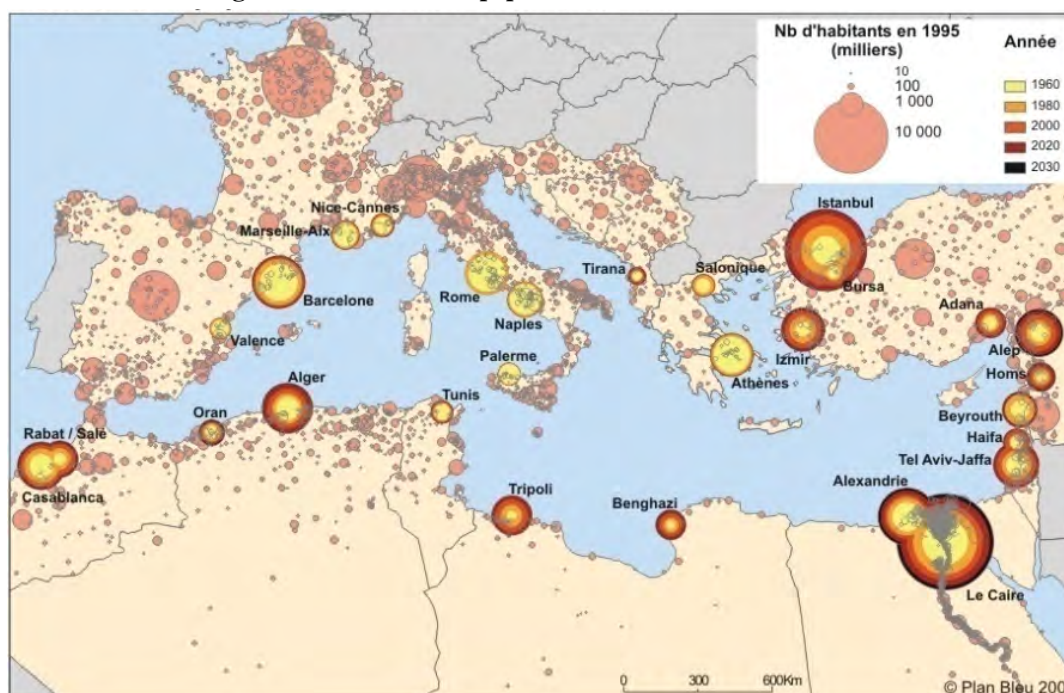 Nb d'habitants en 1995
(milliers)
10
100
1 000
10 000
Année
1960
1980
2000
2020
2030
Istanbul
Nice-Cannes
Marseille-Aix
Tirana
Salonique
Bursa
Barcelone
Rome
Adana
Naples
Alep
Valence
Izmir
Palerme
Athènes
Homs
Alger
Tunis
Oran
Beyrouth
Rabat / Salé
Haifa
Tel Aviv-Jaffa
Casablanca
Alexandrie
Tripoli
Benghazi
Le Caire
0 300 600Km
© Plan Bleu